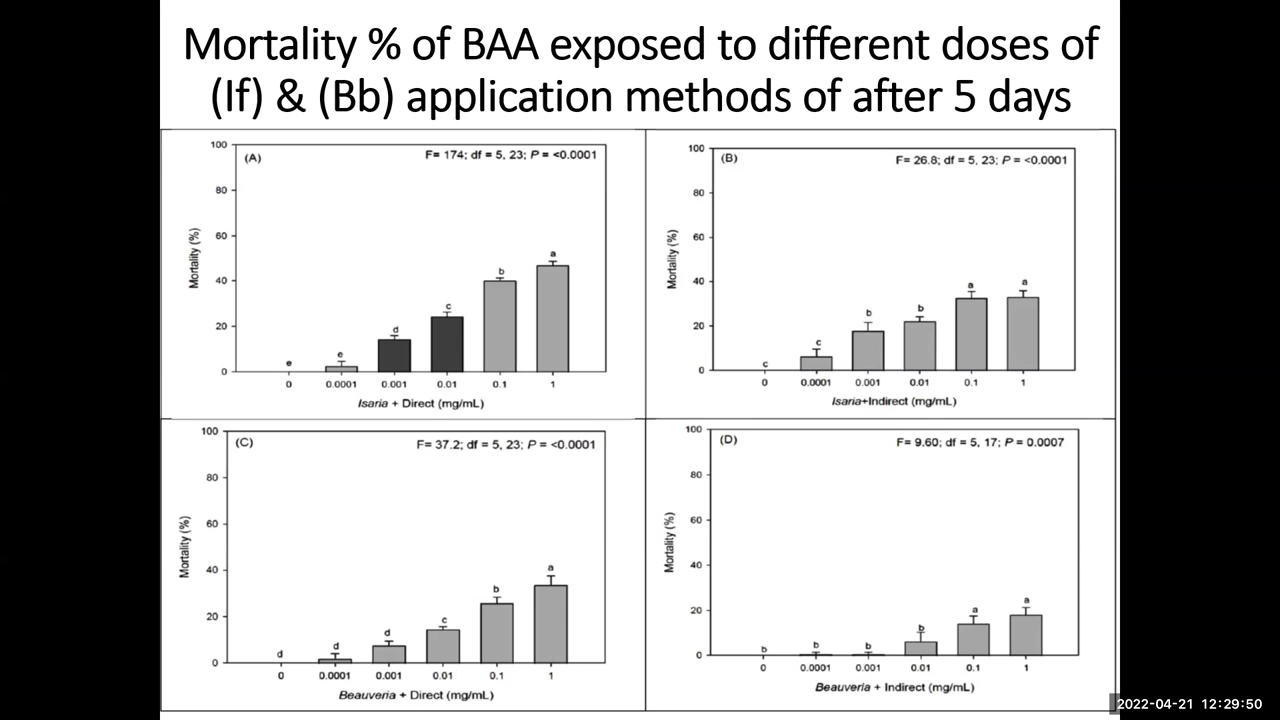 Mortality % of BAA exposed to different doses of
(If) & (Bb) application methods of after 5 days
(A)
F= 174; df = 5, 23; P = <0.0001
100
80
60
40
20
0
Mortality (%)
e
e
d
c
b
a
0 0.0001 0.001 0.01 0.1 1
Isaria + Direct (mg/mL)
(B)
F= 26.8; df = 5, 23; P = <0.0001
100
80
60
40
20
0
Mortality (%)
c
c
b
b
a
a
0 0.0001 0.001 0.01 0.1 1
Isaria+Indirect (mg/mL)
(C)
F= 37.2; df = 5, 23; P = <0.0001
100
80
60
40
20
0
Mortality (%)
d
d
d
c
b
a
0 0.0001 0.001 0.01 0.1 1
Beauveria + Direct (mg/mL)
(D)
F= 9.60; df = 5, 17; P = 0.0007
100
80
60
40
20
0
Mortality (%)
b
b
b
b
a
a
0 0.0001 0.001 0.01 0.1 1
Beauveria + Indirect (mg/mL)
2022-04-21 12:29:50